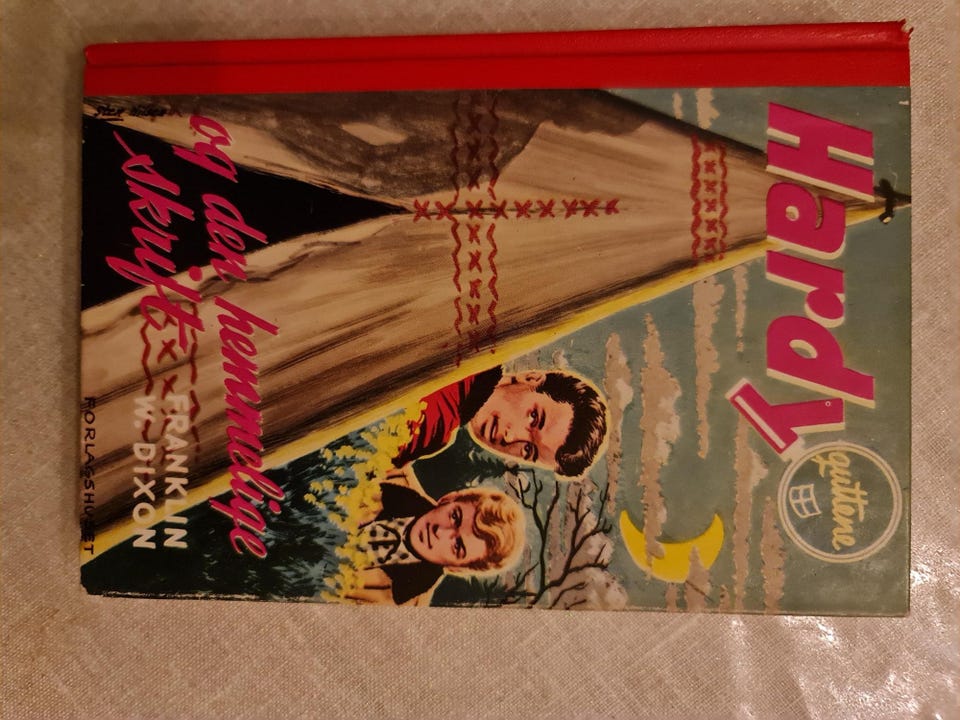 Hardy
guttene
og den hemmelige
skrift
FRANKLIN
W. DIXON
FORLAGSHUSET